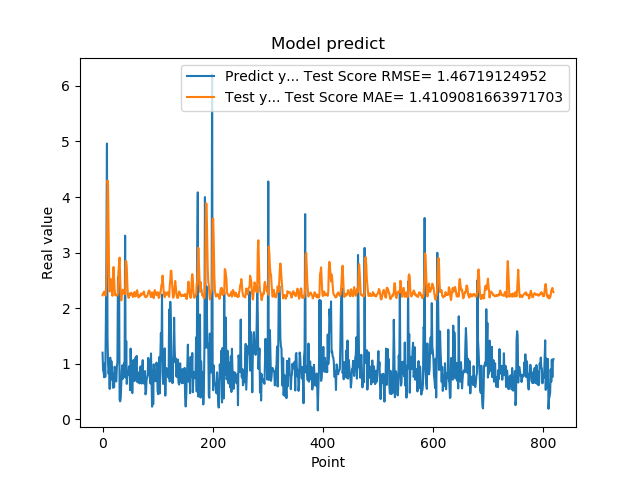 Model predict
Predict y... Test Score RMSE= 1.46719124952
Test y... Test Score MAE= 1.4109081663971703
Real value
6
5
4
3
2
1
0
0 200 400 600 800
Point